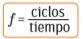 f = ciclos
tiempo